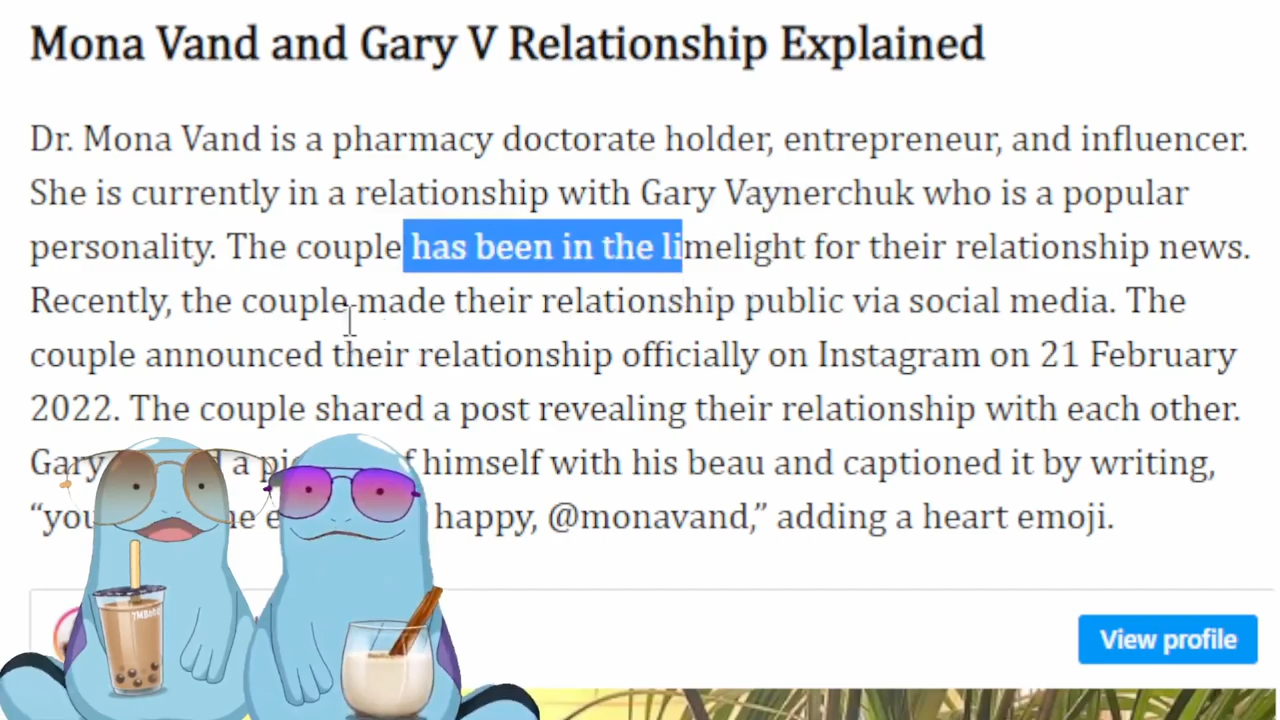 Mona Vand and Gary V Relationship Explained
Dr. Mona Vand is a pharmacy doctorate holder, entrepreneur, and influencer.
She is currently in a relationship with Gary Vaynerchuk who is a popular
personality. The couple has been in the limelight for their relationship news.
Recently, the couple made their relationship public via social media. The
couple announced their relationship officially on Instagram on 21 February
2022. The couple shared a post revealing their relationship with each other.
Gary a himself with his beau and captioned it by writing,
happy, @monavand,” adding a heart emoji.
View profile